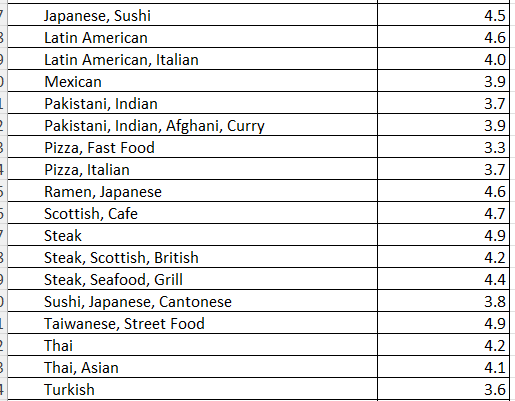 Japanese, Sushi 4.5
Latin American 4.6
Latin American, Italian 4.0
Mexican 3.9
Pakistani, Indian 3.7
Pakistani, Indian, Afghani, Curry 3.9
Pizza, Fast Food 3.3
Pizza, Italian 3.7
Ramen, Japanese 4.6
Scottish, Cafe 4.7
Steak 4.9
Steak, Scottish, British 4.2
Steak, Seafood, Grill 4.4
Sushi, Japanese, Cantonese 3.8
Taiwanese, Street Food 4.9
Thai 4.2
Thai, Asian 4.1
Turkish 3.6